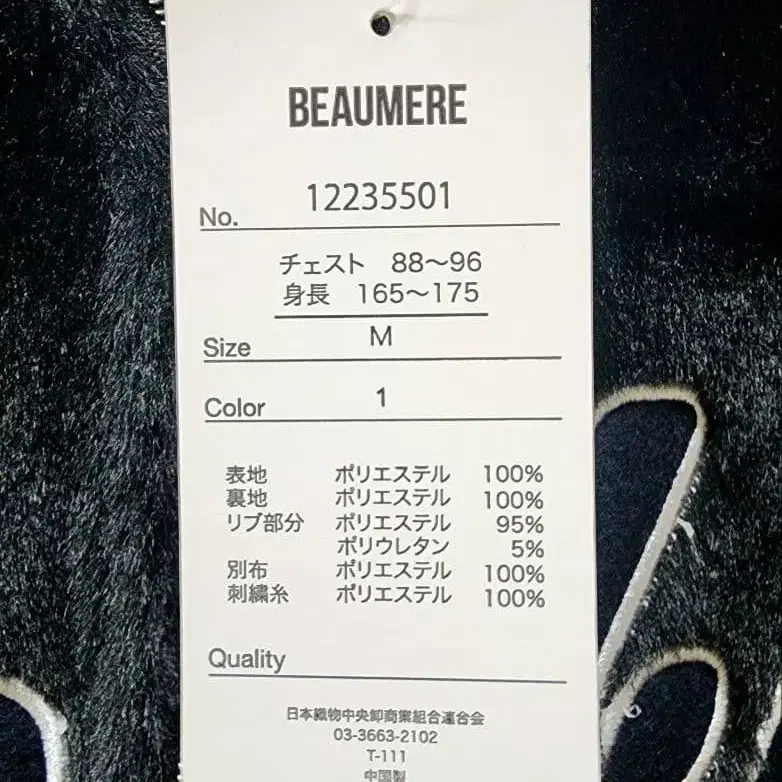 BEAUMERE
No. 12235501
チェスト 88〜96
身長 165〜175
Size M
Color 1
表地 ポリエステル 100%
裏地 ポリエステル 100%
リブ部分 ポリエステル 95%
ポリウレタン 5%
別布 ポリエステル 100%
刺繍糸 ポリエステル 100%
Quality
日本織物中央卸商業組合連合会
03-3663-2102
T-111
中国製